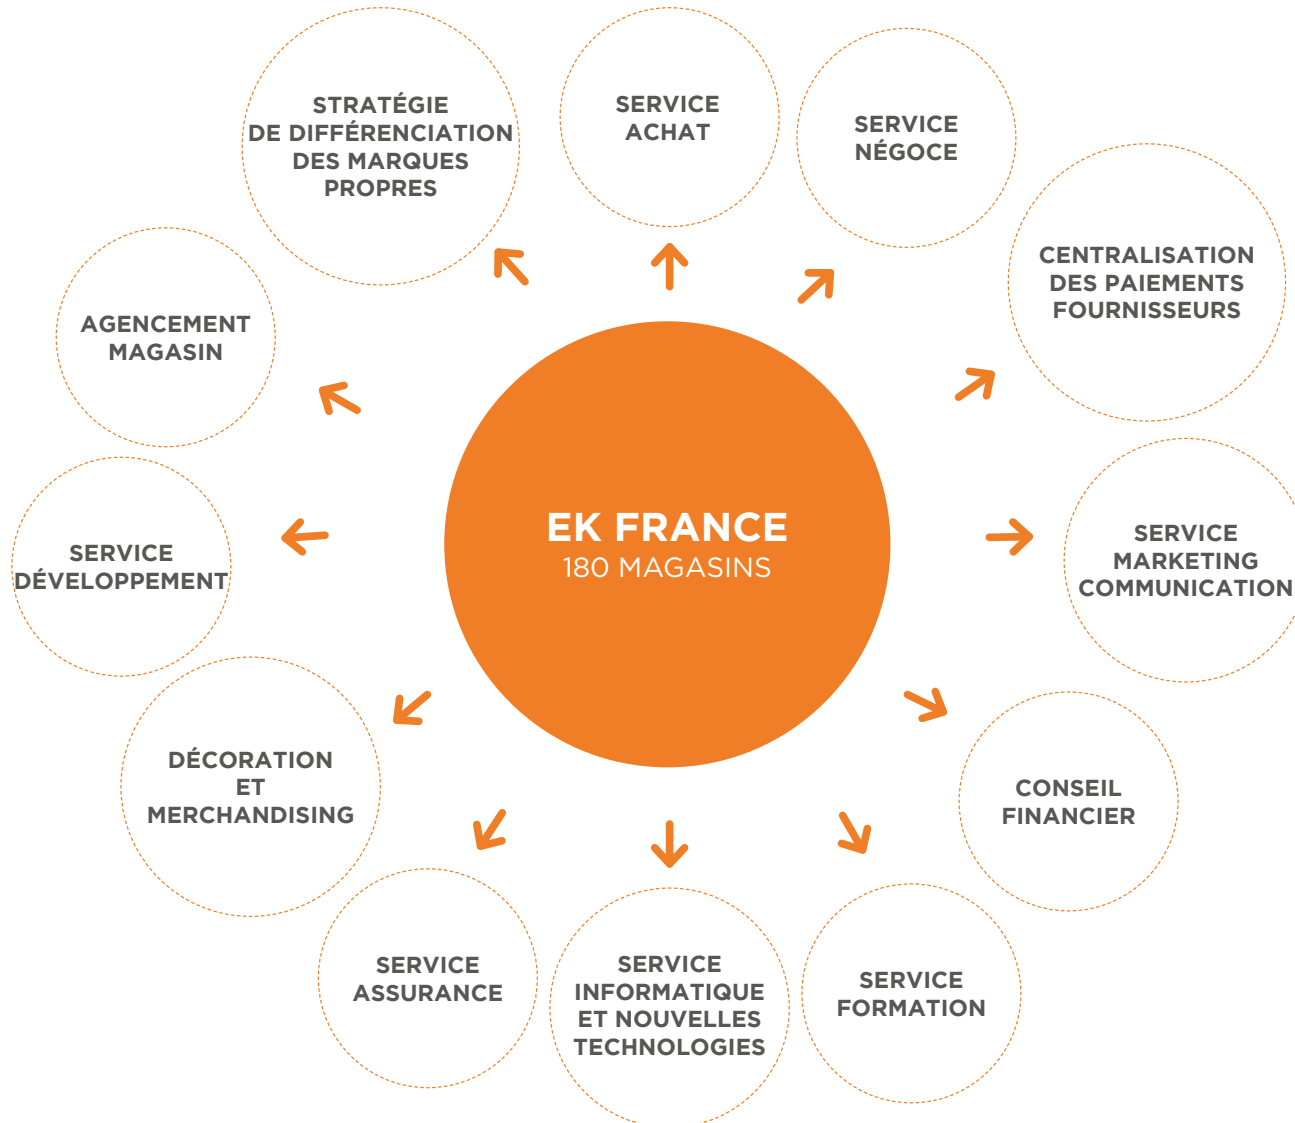 STRATÉGIE
DE DIFFÉRENCIATION
DES MARQUES
PROPRES
SERVICE
ACHAT
SERVICE
NÉGOCE
CENTRALISATION
DES PAIEMENTS
FOURNISSEURS
AGENCEMENT
MAGASIN
EK FRANCE
180 MAGASINS
SERVICE
MARKETING
COMMUNICATION
SERVICE
DÉVELOPPEMENT
DÉCORATION
ET
MERCHANDISING
CONSEIL
FINANCIER
SERVICE
ASSURANCE
SERVICE
INFORMATIQUE
ET NOUVELLES
TECHNOLOGIES
SERVICE
FORMATION